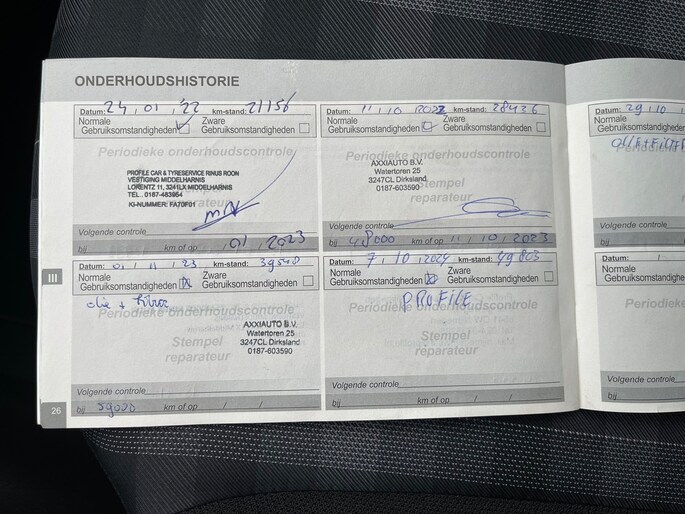 ONDERHOUDSHISTORIE
Datum: 24 , 01 , '22 km-stand: 21156
Normale Gebruiksomstandigheden Zware Gebruiksomstandigheden
Periodieke onderhoudscontrole
PROFILE CAR & TYRESERVICE RINUS ROON
VESTIGING MIDDELHARNIS
LORENTZ 11, 3241LX MIDDELHARNIS
TEL. 0187-483954
KI-NUMMER: FA70F01
Volgende controle
bij km of op , 01 , 2023
Datum: 11 , 10 , 2022 km-stand: 28426
Normale Gebruiksomstandigheden Zware Gebruiksomstandigheden
Periodieke onderhoudscontrole
AXXIAUTO B.V.
Watertoren 25
3247CL Dirksland
0187-603590
Stempel
reparateur
Volgende controle
bij 48000 km of op 11 , 10 , 2023
Datum: 29 , 10 ,
Normale
Gebruiksomstandigheden
Periodieke
Volgende controle
bij
III
Datum: 01 , 11 , 23 km-stand: 39548
Normale Gebruiksomstandigheden Zware Gebruiksomstandigheden
olie + filter
Periodieke onderhoudscontrole
AXXIAUTO B.V.
Watertoren 25
3247CL Dirksland
0187-603590
Stempel
reparateur
Volgende controle
bij 59000 km of op / /
Datum: 7 , 10 , 2024 km-stand: 49803
Normale Gebruiksomstandigheden Zware Gebruiksomstandigheden
PROFILE
Periodieke onderhoudscontrole
Stempel
reparateur
Volgende controle
bij km of op / /
Datum:
Normale
Gebruiksomstandigheden
Periodieke
Volgende controle
bij
26